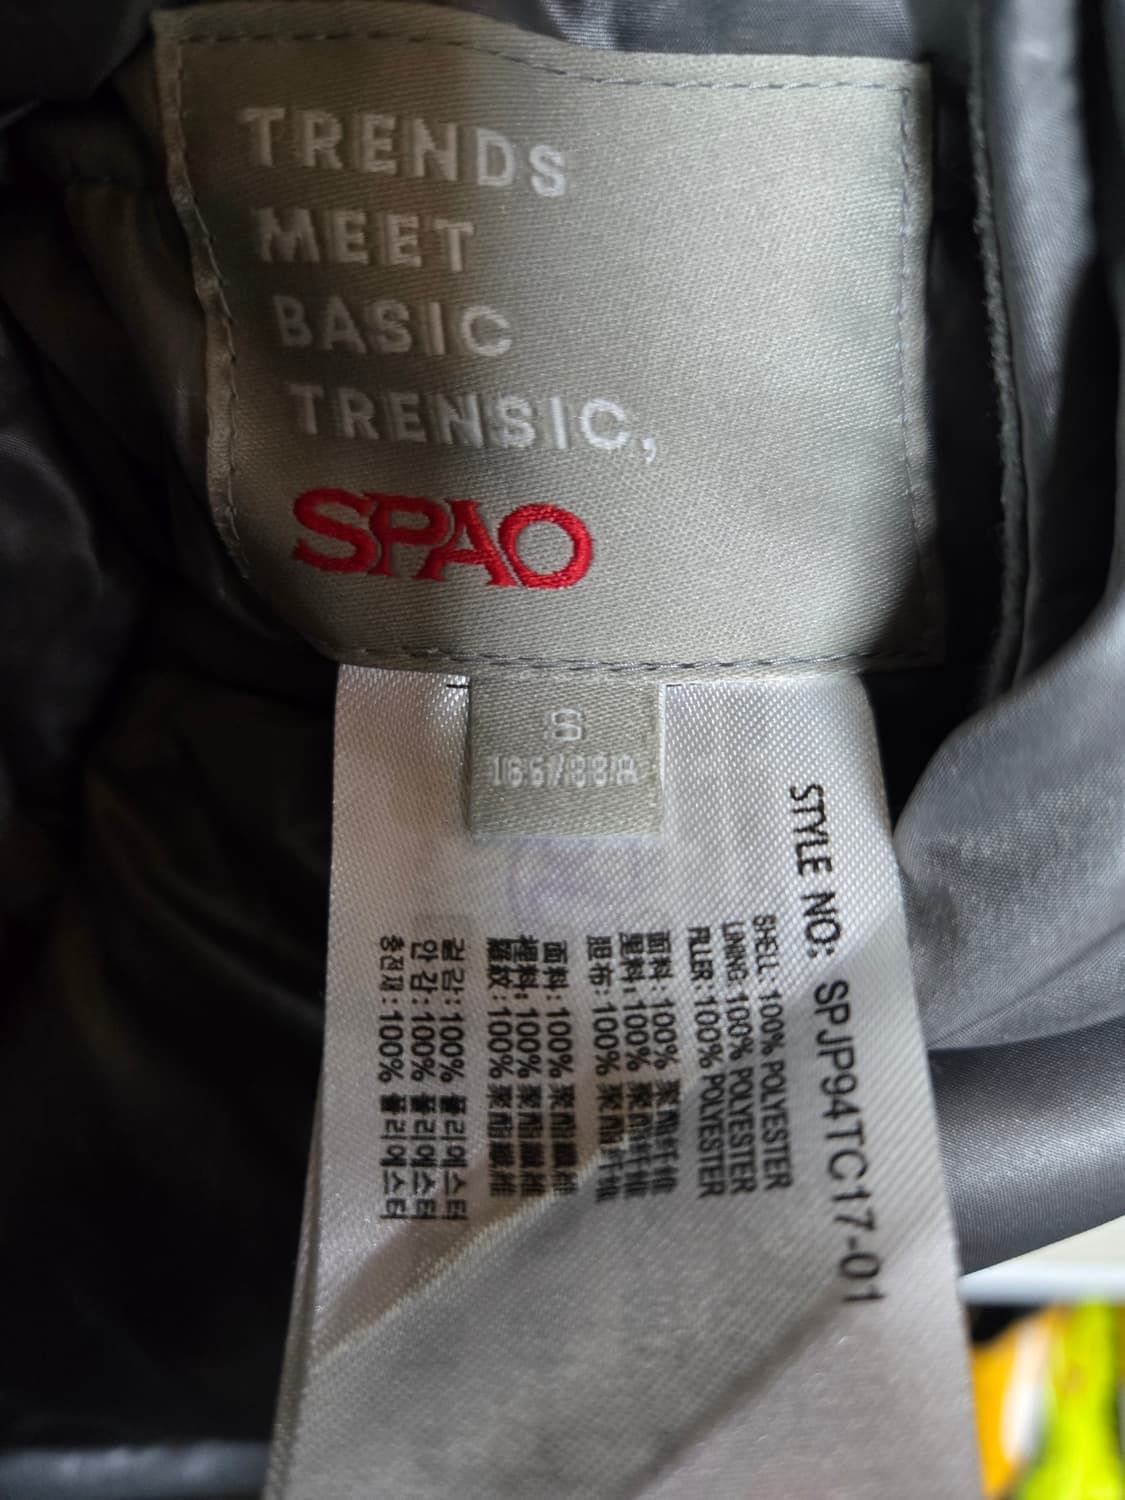 TRENDS
MEET
BASIC
TRENSIC,
SPAO
S
165/88A
STYLE NO: SPJP94TC17-01
SHELL: 100% POLYESTER
LINING: 100% POLYESTER
FILLER: 100% POLYESTER
面料: 100% 聚酯纤维
里料: 100% 聚酯纤维
胆布: 100% 聚酯纤维
面料: 100% 聚酯纖維
裡料: 100% 聚酯纖維
100% 聚酯纖維
겉감: 100% 폴리에스터
안감: 100% 폴리에스터
충전재: 100% 폴리에스터